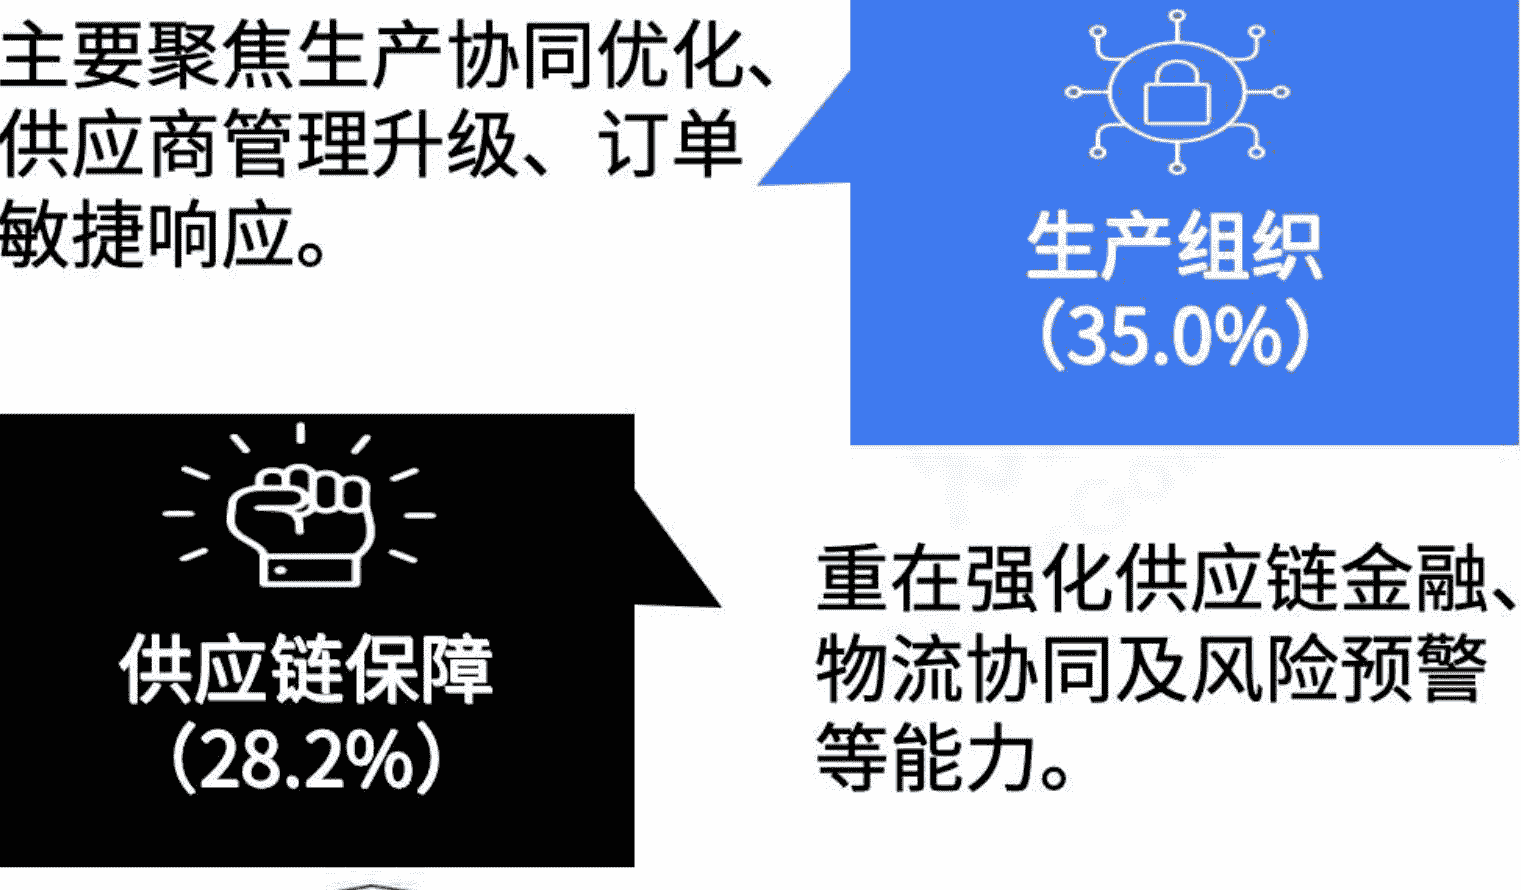 主要聚焦生产协同优化、
供应商管理升级、订单
敏捷响应。
生产组织
（35.0%）
供应链保障
（28.2%）
重在强化供应链金融、
物流协同及风险预警
等能力。